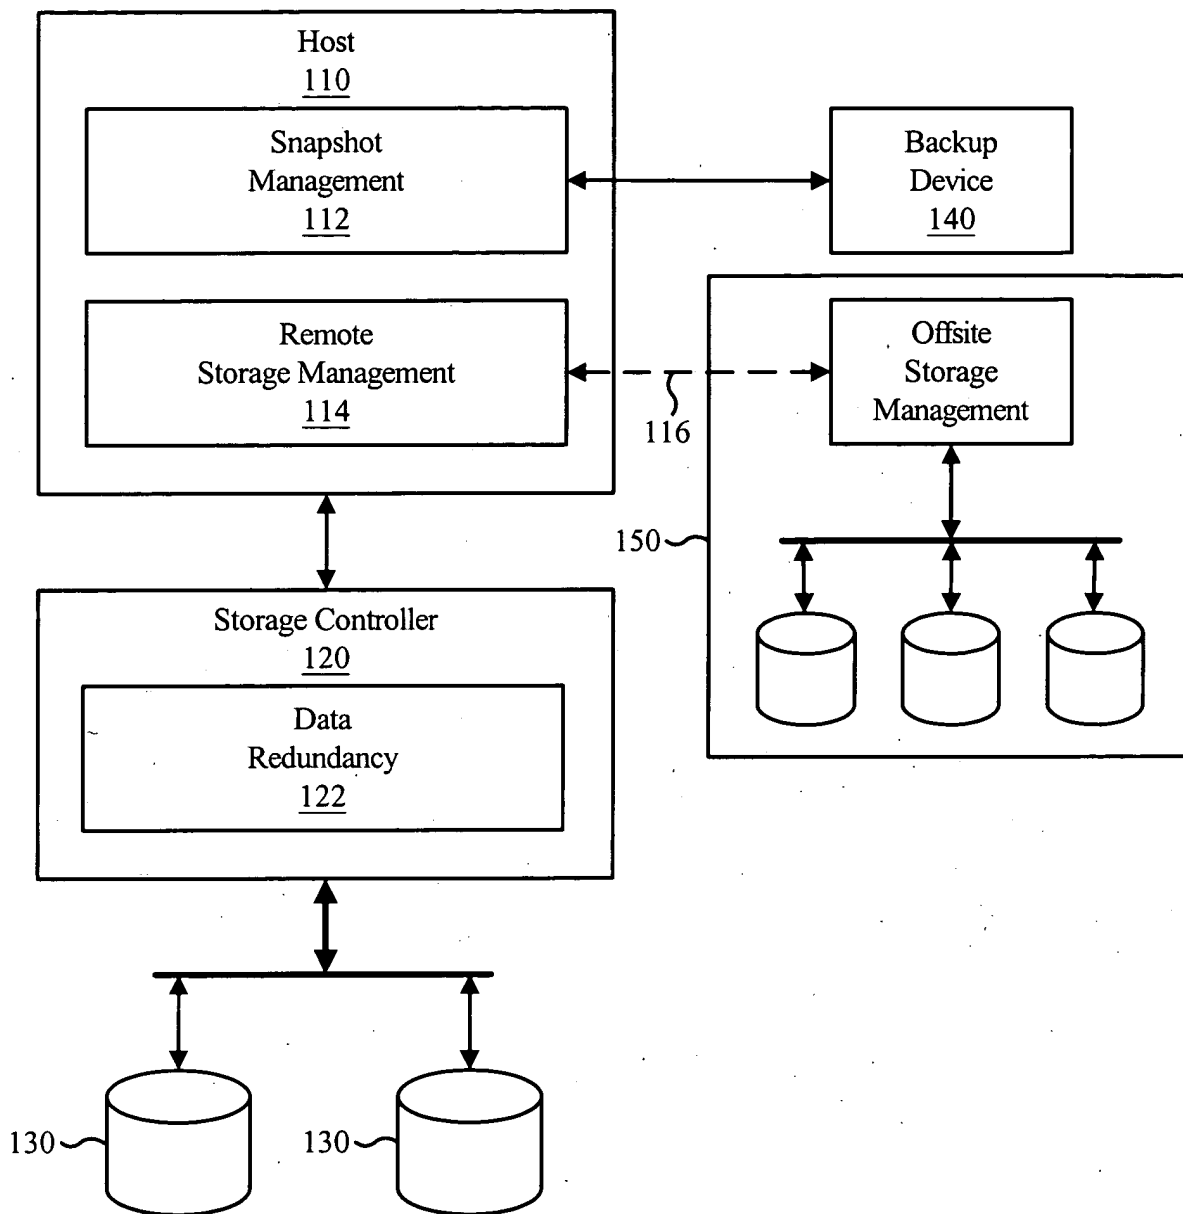 Host
110
Snapshot
Management
112
Backup
Device
140
Remote
Storage Management
114
116
Offsite
Storage
Management
150
Storage Controller
120
Data
Redundancy
122
130
130